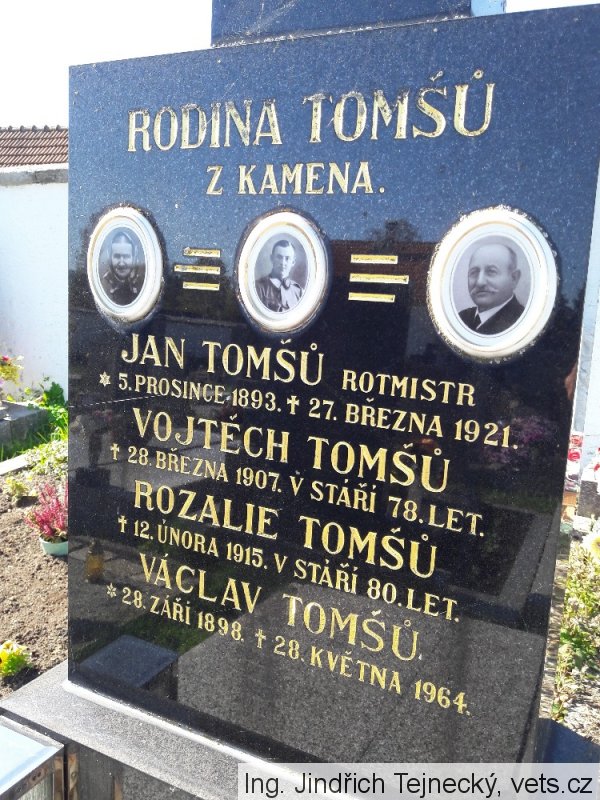 RODINA TOMŠŮ
Z KAMENA.
JAN TOMŠŮ ROTMISTR
* 5. PROSINCE 1893. ✝ 27. BŘEZNA 1921.
VOJTĚCH TOMŠŮ
✝ 28. BŘEZNA 1907. V STÁŘÍ 78. LET.
ROZALIE TOMŠŮ
✝ 12. ÚNORA 1915. V STÁŘÍ 80. LET.
VÁCLAV TOMŠŮ.
* 28. ZÁŘÍ 1898. ✝ 28. KVĚTNA 1964.
Ing. Jindřich Tejnecký, vets.cz